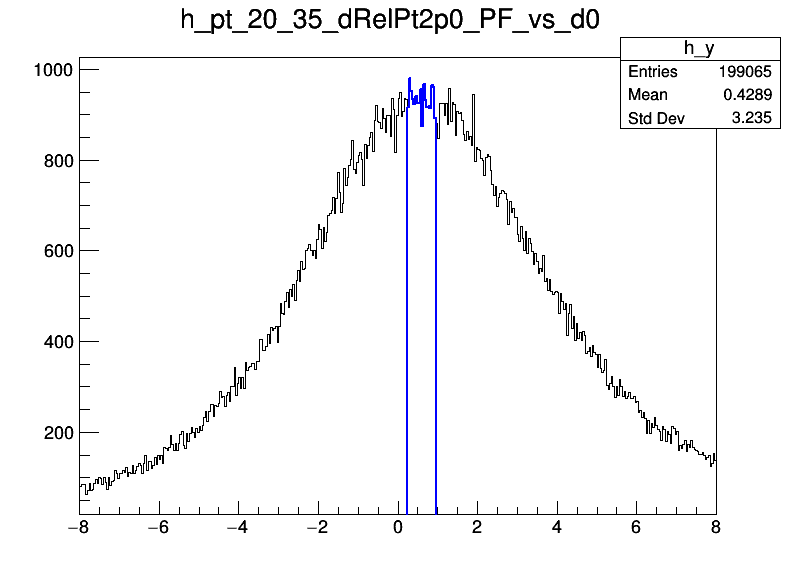 h_pt_20_35_dRelPt2p0_PF_vs_d0
h_y
Entries 199065
Mean 0.4289
Std Dev 3.235
1000
800
600
400
200
−8 −6 −4 −2 0 2 4 6 8